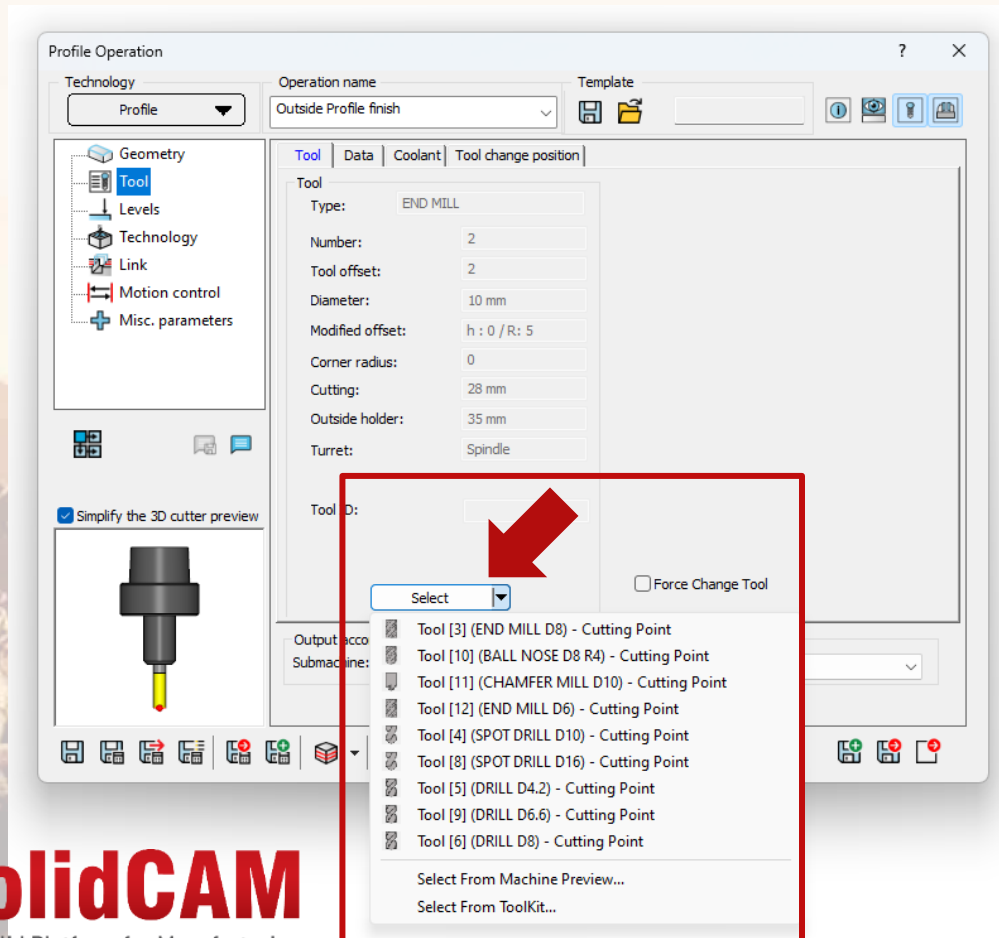 Profile Operation ? ×
Technology Operation name Template
Profile Outside Profile finish
Geometry
Tool
Levels
Technology
Link
Motion control
Misc. parameters
Simplify the 3D cutter preview
Tool Data Coolant Tool change position
Tool
Type: END MILL
Number: 2
Tool offset: 2
Diameter: 10 mm
Modified offset: h : 0 / R: 5
Corner radius: 0
Cutting: 28 mm
Outside holder: 35 mm
Turret: Spindle
Tool ID:
Select Force Change Tool
Output acco
Submachine:
Tool [3] (END MILL D8) - Cutting Point
Tool [10] (BALL NOSE D8 R4) - Cutting Point
Tool [11] (CHAMFER MILL D10) - Cutting Point
Tool [12] (END MILL D6) - Cutting Point
Tool [4] (SPOT DRILL D10) - Cutting Point
Tool [8] (SPOT DRILL D16) - Cutting Point
Tool [5] (DRILL D4.2) - Cutting Point
Tool [9] (DRILL D6.6) - Cutting Point
Tool [6] (DRILL D8) - Cutting Point
Select From Machine Preview...
Select From ToolKit...
olidCAM